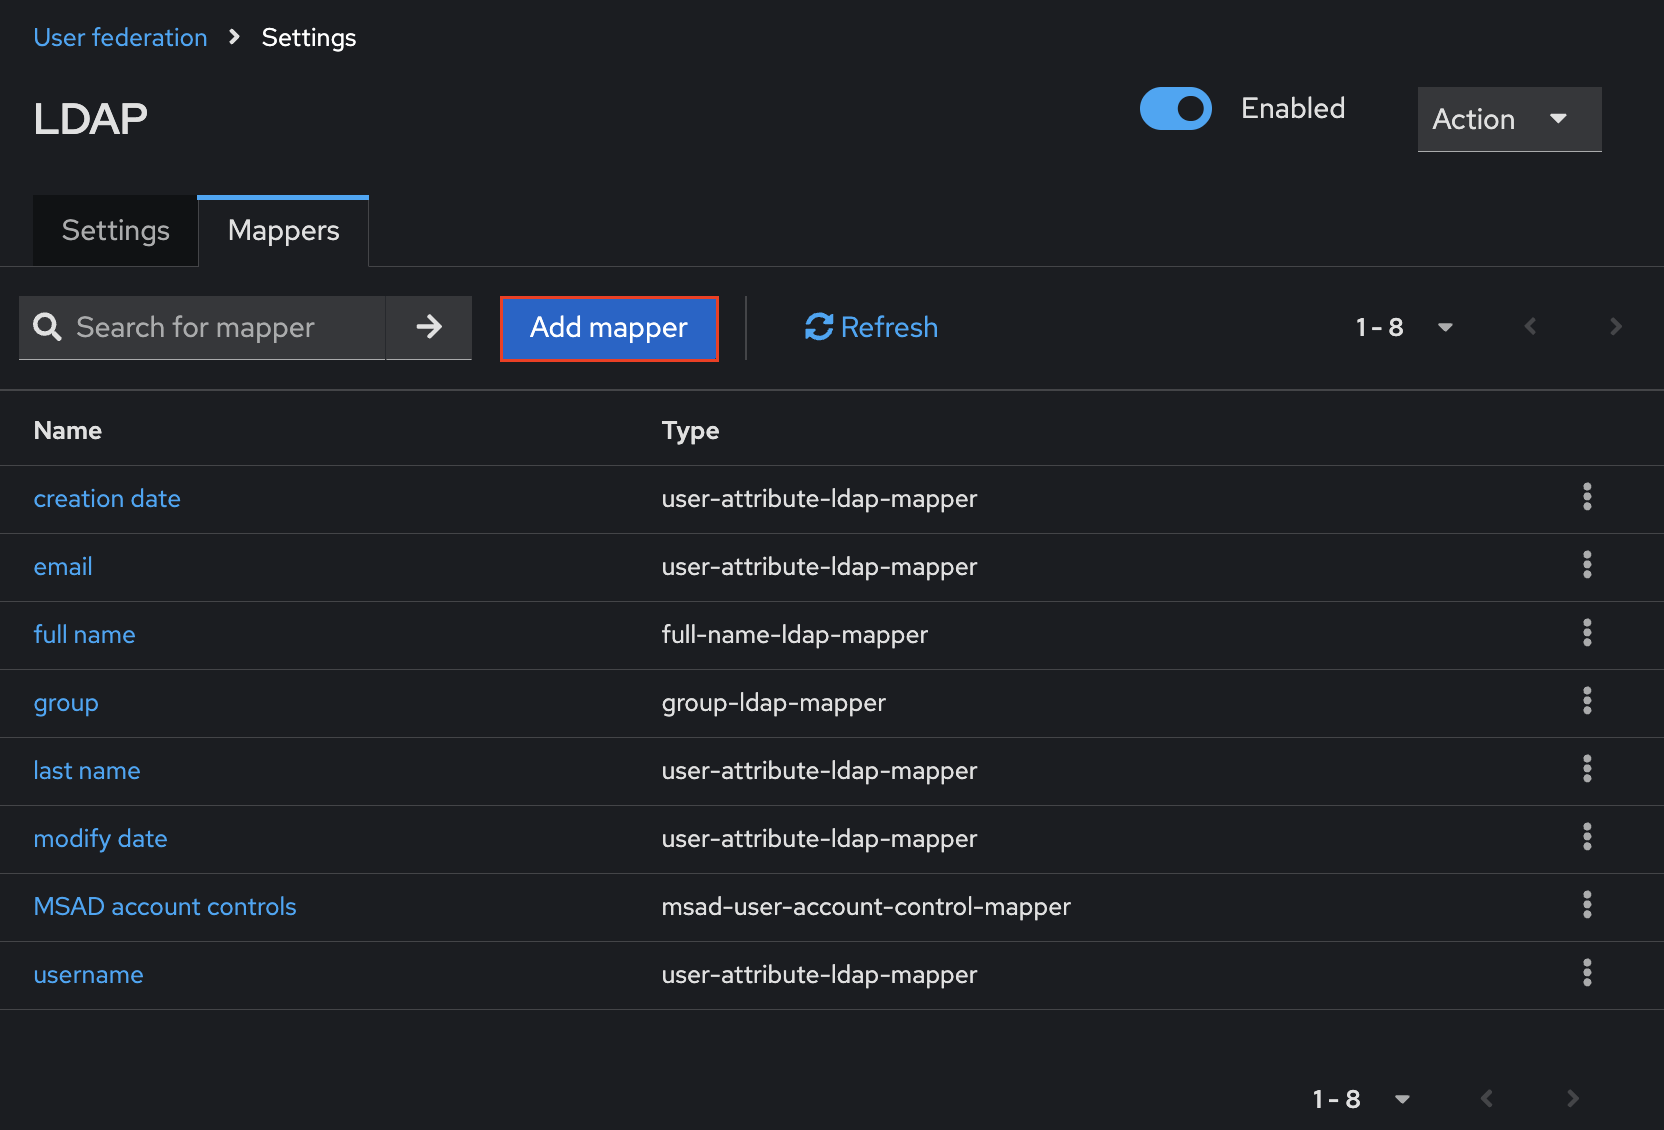 User federation > Settings
LDAP
Enabled
Action
Settings Mappers
Search for mapper
Add mapper
Refresh
1 - 8
Name Type
creation date user-attribute-ldap-mapper
email user-attribute-ldap-mapper
full name full-name-ldap-mapper
group group-ldap-mapper
last name user-attribute-ldap-mapper
modify date user-attribute-ldap-mapper
MSAD account controls msad-user-account-control-mapper
username user-attribute-ldap-mapper
1 - 8